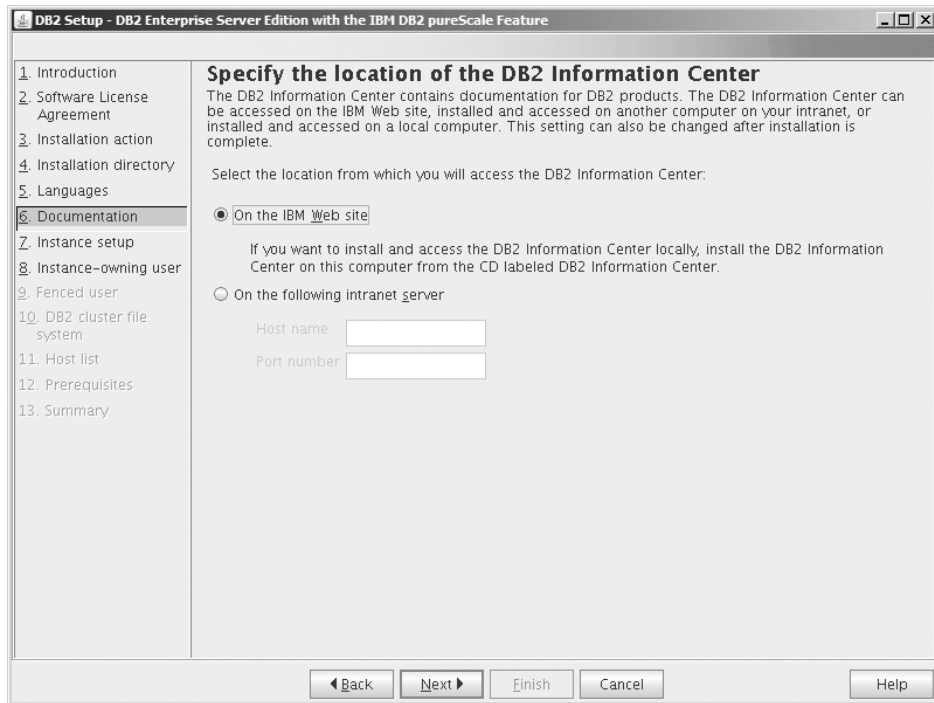 DB2 Setup - DB2 Enterprise Server Edition with the IBM DB2 pureScale Feature
1. Introduction
2. Software License
Agreement
3. Installation action
4. Installation directory
5. Languages
6. Documentation
7. Instance setup
8. Instance-owning user
9. Fenced user
10. DB2 cluster file
system
11. Host list
12. Prerequisites
13. Summary
Specify the location of the DB2 Information Center
The DB2 Information Center contains documentation for DB2 products. The DB2 Information Center can
be accessed on the IBM Web site, installed and accessed on another computer on your intranet, or
installed and accessed on a local computer. This setting can also be changed after installation is
complete.
Select the location from which you will access the DB2 Information Center:
On the IBM Web site
If you want to install and access the DB2 Information Center locally, install the DB2 Information
Center on this computer from the CD labeled DB2 Information Center.
On the following intranet server
Host name
Port number
Back
Next
Finish
Cancel
Help